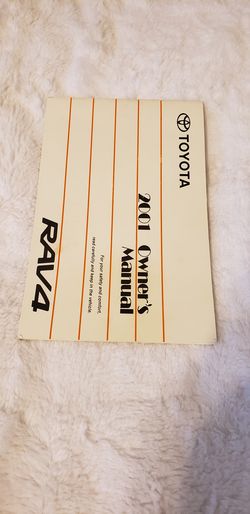 TOYOTA
2001 Owner's
Manual
For your safety and comfort,
read carefully and keep in the vehicle.
RAV4